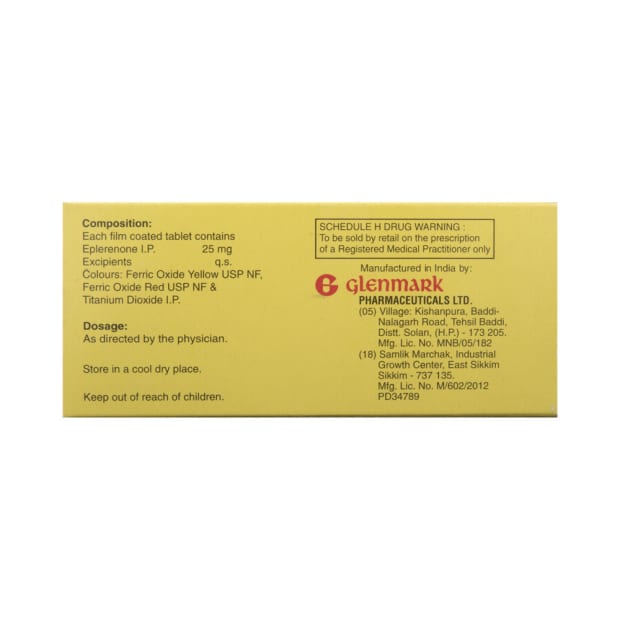 Composition:
Each film coated tablet contains
Eplerenone I.P. 25 mg
Excipients q.s.
Colours: Ferric Oxide Yellow USP NF,
Ferric Oxide Red USP NF &
Titanium Dioxide I.P.
Dosage:
As directed by the physician.
Store in a cool dry place.
Keep out of reach of children.
SCHEDULE H DRUG WARNING :
To be sold by retail on the prescription
of a Registered Medical Practitioner only
Manufactured in India by:
G glenmark
PHARMACEUTICALS LTD.
(05) Village: Kishanpura, Baddi-
Nalagarh Road, Tehsil Baddi,
Distt. Solan, (H.P.) - 173 205.
Mfg. Lic. No. MNB/05/182
(18) Samlik Marchak, Industrial
Growth Center, East Sikkim
Sikkim - 737 135.
Mfg. Lic. No. M/602/2012
PD34789